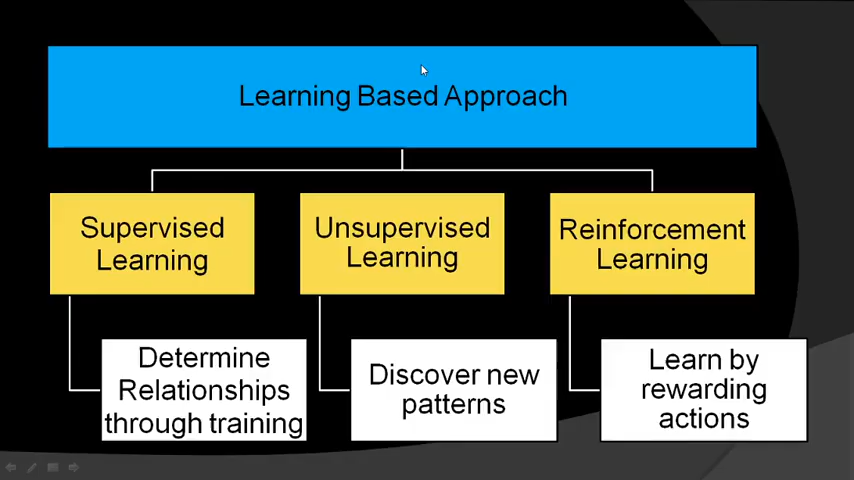 Learning Based Approach
Supervised
Learning
Unsupervised
Learning
Reinforcement
Learning
Determine
Relationships
through training
Discover new
patterns
Learn by
rewarding
actions